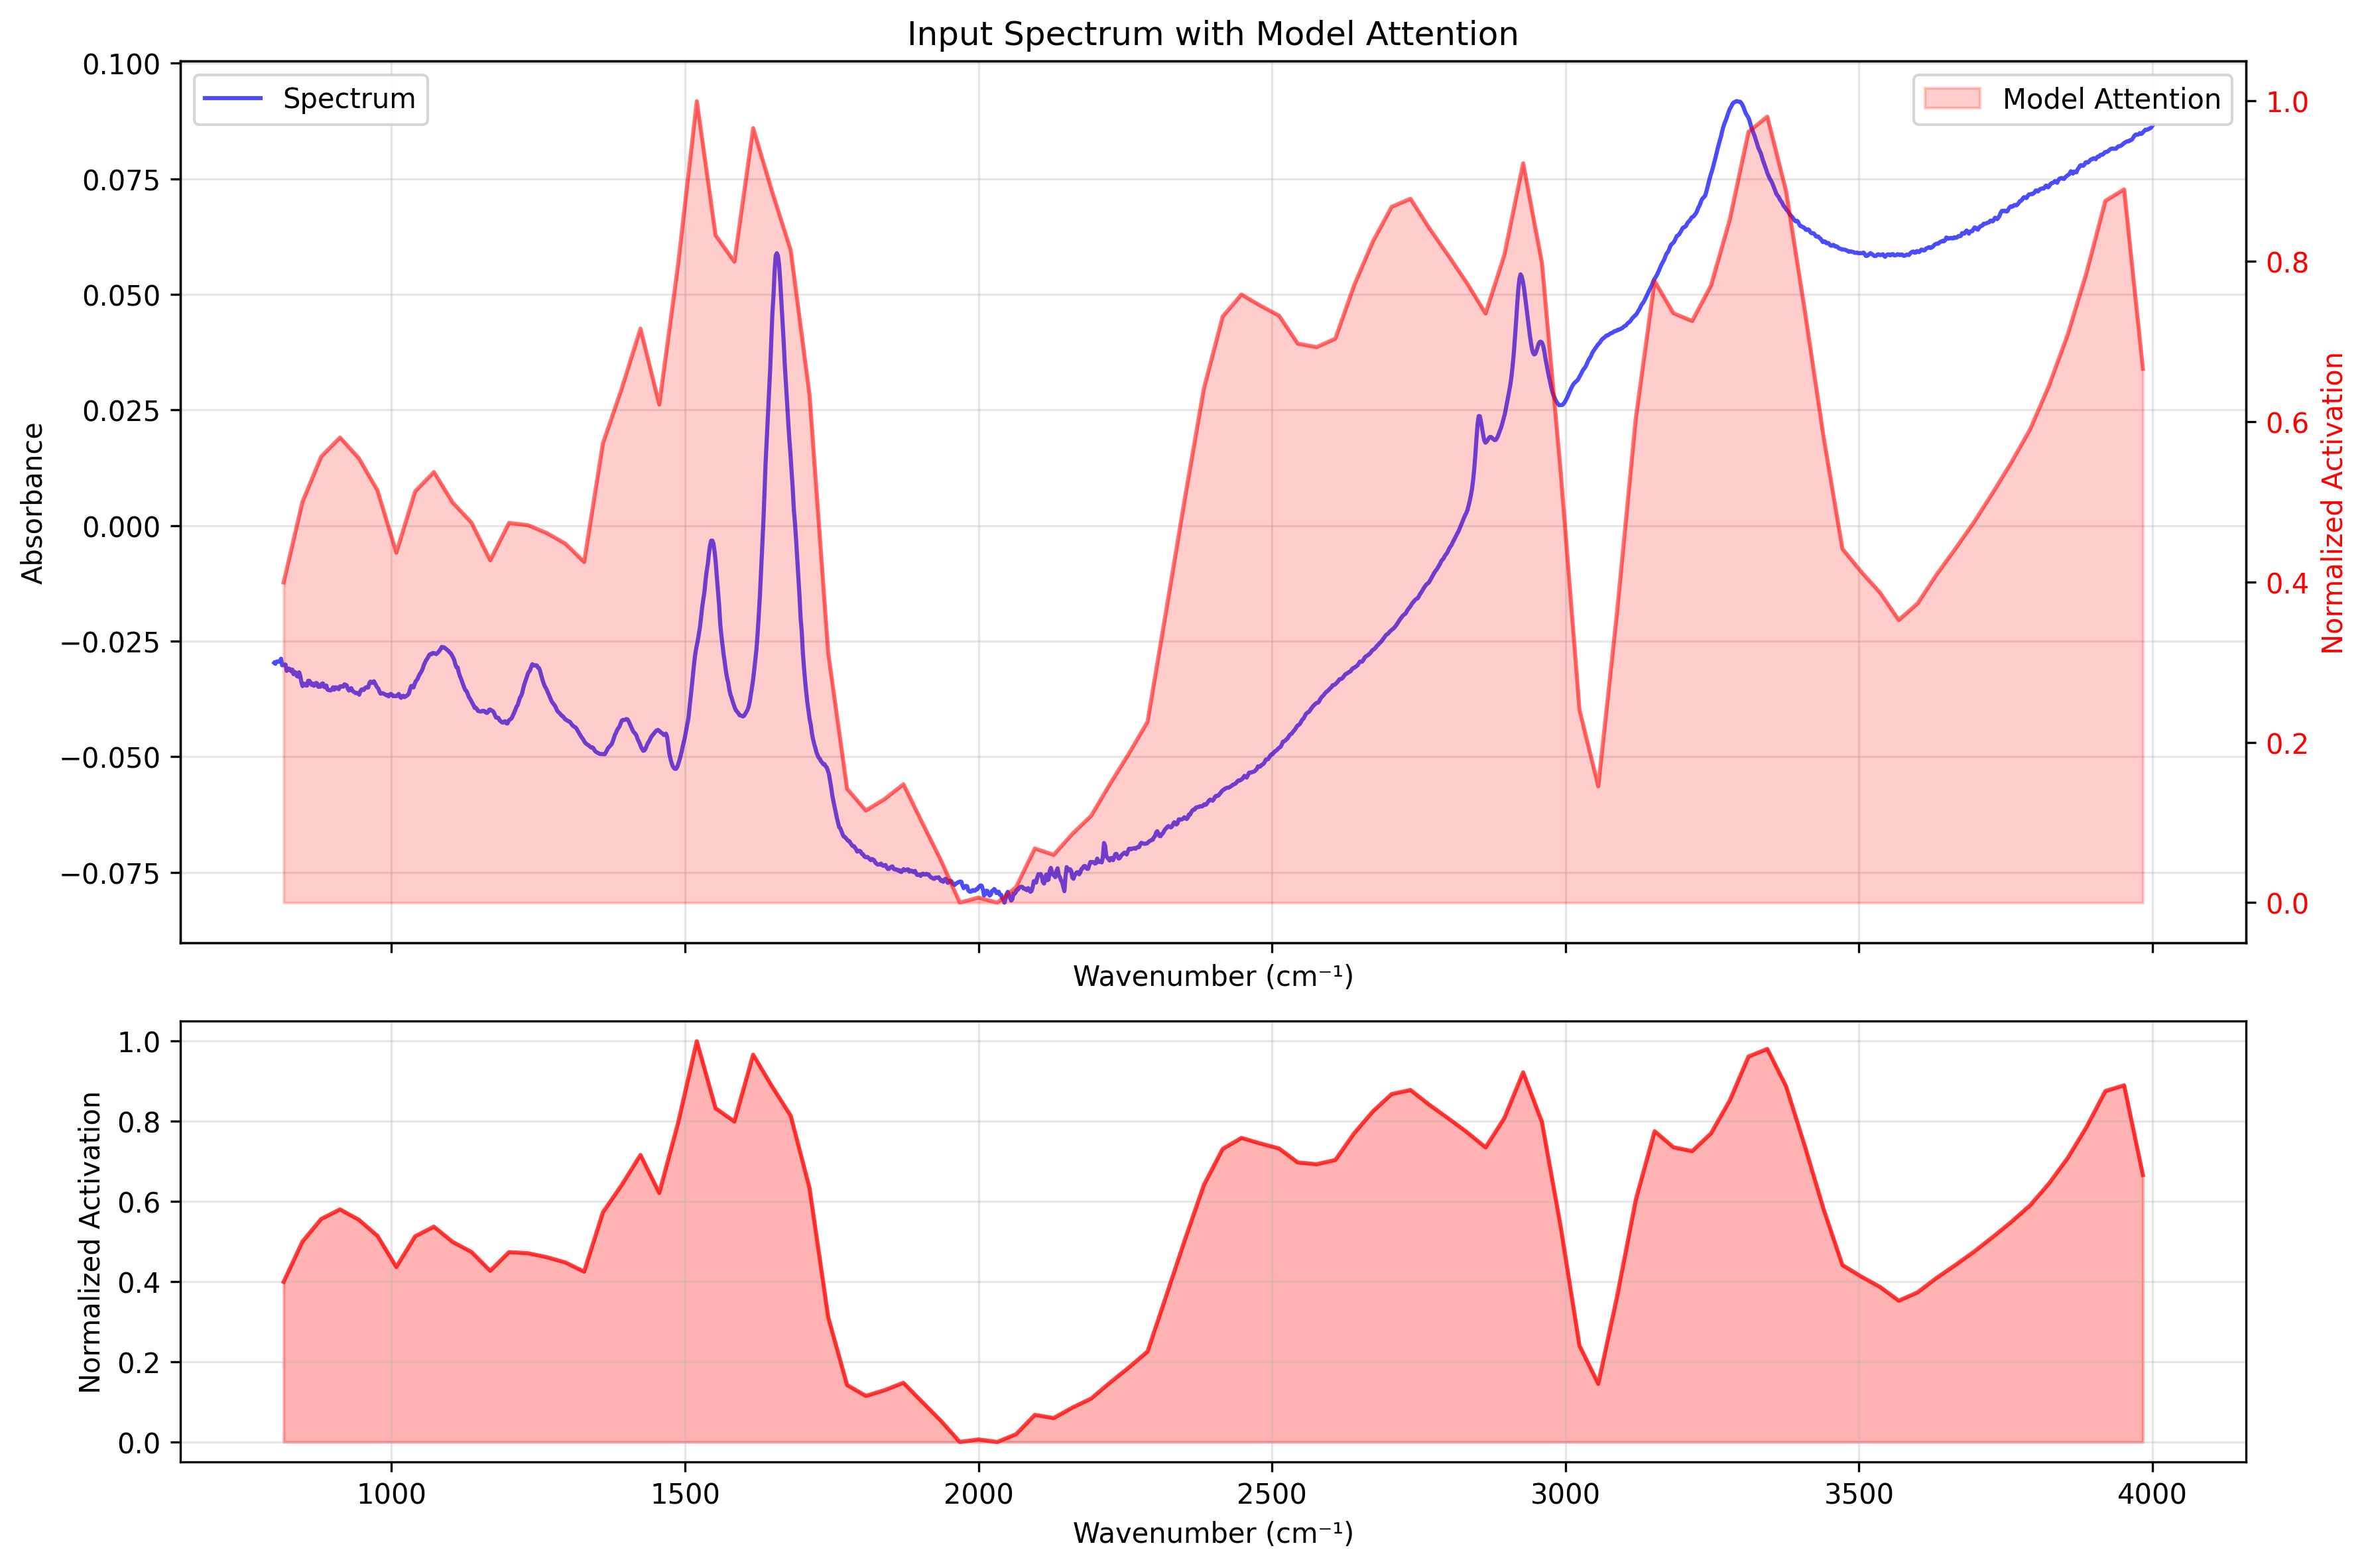 Input Spectrum with Model Attention
Spectrum
Model Attention
0.100
0.075
0.050
0.025
0.000
−0.025
−0.050
−0.075
Absorbance
1.0
0.8
0.6
0.4
0.2
0.0
Normalized Activation
Wavenumber (cm⁻¹)
1.0
0.8
0.6
0.4
0.2
0.0
Normalized Activation
1000 1500 2000 2500 3000 3500 4000
Wavenumber (cm⁻¹)